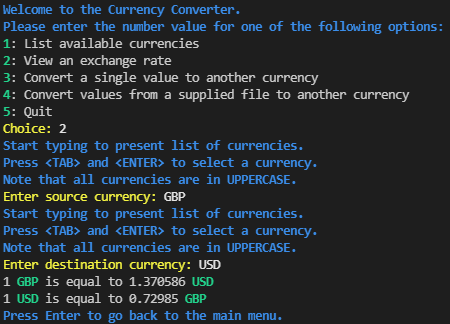 Welcome to the Currency Converter.
Please enter the number value for one of the following options:
1: List available currencies
2: View an exchange rate
3: Convert a single value to another currency
4: Convert values from a supplied file to another currency
5: Quit
Choice: 2
Start typing to present list of currencies.
Press <TAB> and <ENTER> to select a currency.
Note that all currencies are in UPPERCASE.
Enter source currency: GBP
Start typing to present list of currencies.
Press <TAB> and <ENTER> to select a currency.
Note that all currencies are in UPPERCASE.
Enter destination currency: USD
1 GBP is equal to 1.370586 USD
1 USD is equal to 0.72985 GBP
Press Enter to go back to the main menu.